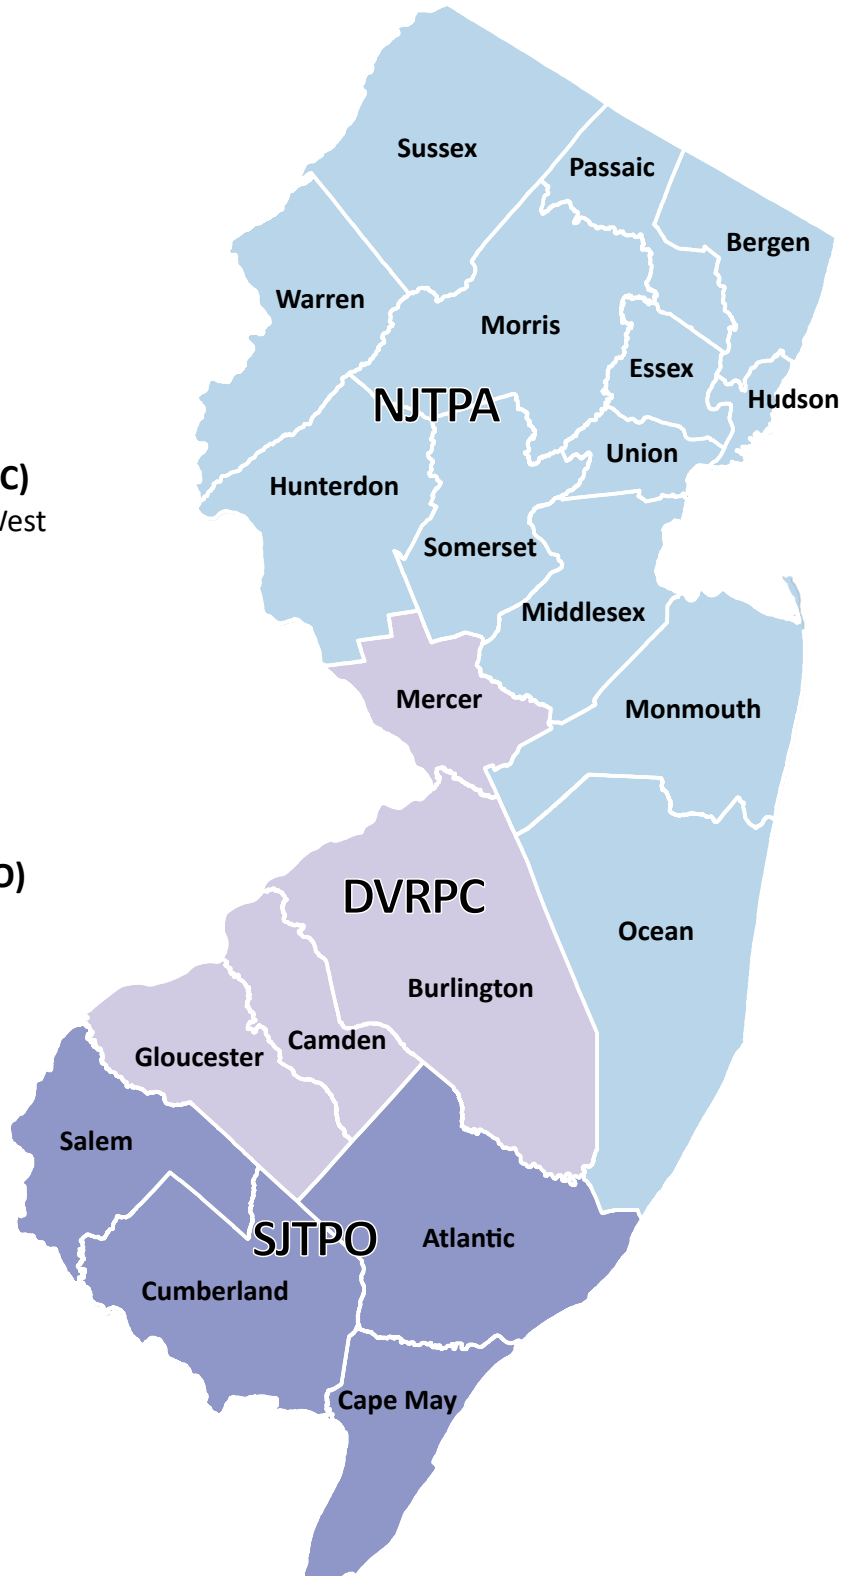 Sussex
Passaic
Bergen
Warren
Morris
Essex
Hudson
NJTPA
Union
C)
Hunterdon
Somerset
Middlesex
Mercer
Monmouth
O)
DVRPC
Ocean
Burlington
Camden
Gloucester
Salem
SJTPO
Atlantic
Cumberland
Cape May